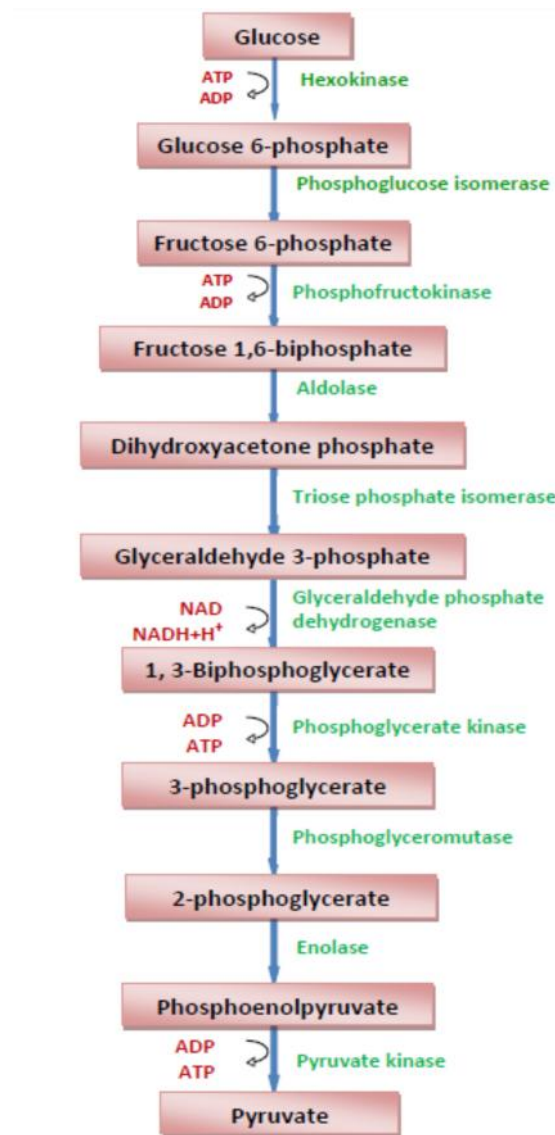 Glucose
ATP
ADP
Hexokinase
Glucose 6-phosphate
Phosphoglucose isomerase
Fructose 6-phosphate
ATP
ADP
Phosphofructokinase
Fructose 1,6-biphosphate
Aldolase
Dihydroxyacetone phosphate
Triose phosphate isomerase
Glyceraldehyde 3-phosphate
NAD
NADH+H⁺
Glyceraldehyde phosphate
dehydrogenase
1, 3-Biphosphoglycerate
ADP
ATP
Phosphoglycerate kinase
3-phosphoglycerate
Phosphoglyceromutase
2-phosphoglycerate
Enolase
Phosphoenolpyruvate
ADP
ATP
Pyruvate kinase
Pyruvate